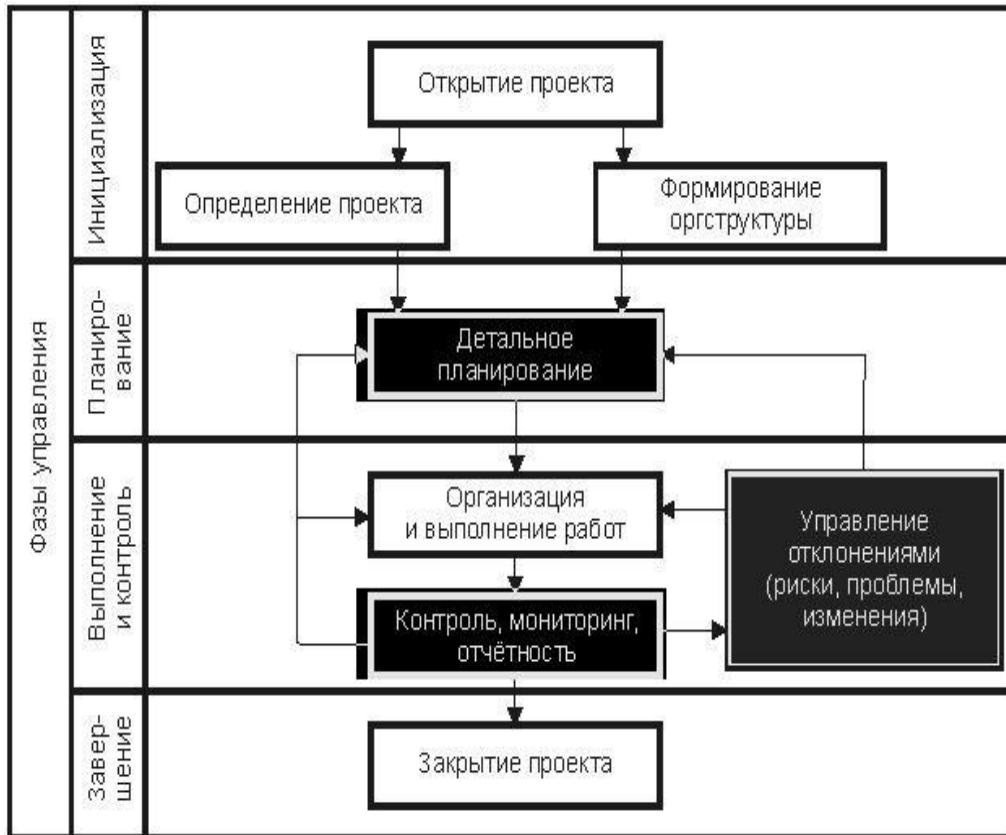 Фазы управления
Инициализация
Открытие проекта
Определение проекта
Формирование
оргструктуры
Планиро-
вание
Детальное
планирование
Выполнение
и контроль
Организация
и выполнение работ
Управление
отклонениями
(риски, проблемы,
изменения)
Контроль, мониторинг,
отчётность
Завер-
шение
Закрытие проекта